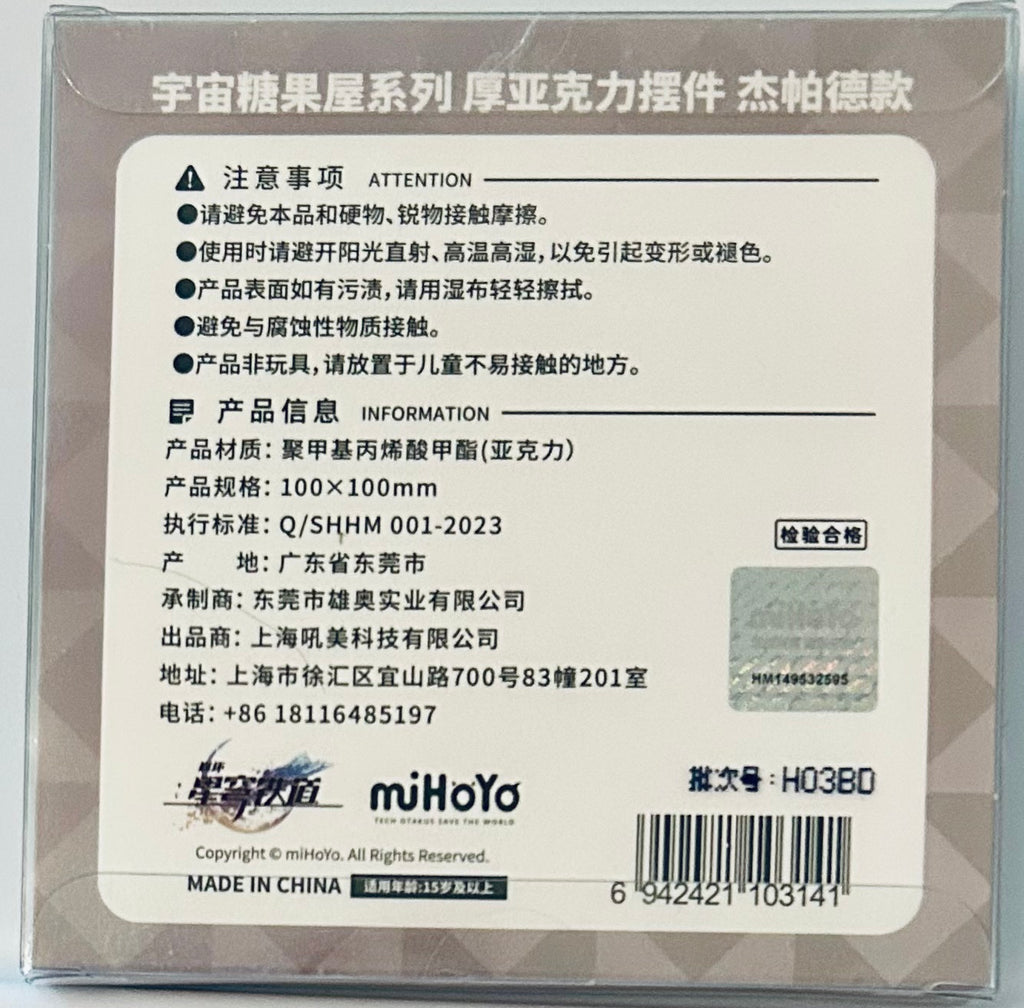 宇宙糖果屋系列 厚亚克力摆件 杰帕德款
注意事项 ATTENTION
●请避免本品和硬物、锐物接触摩擦。
●使用时请避开阳光直射、高温高湿,以免引起变形或褪色。
●产品表面如有污渍,请用湿布轻轻擦拭。
●避免与腐蚀性物质接触。
●产品非玩具,请放置于儿童不易接触的地方。
产品信息 INFORMATION
产品材质：聚甲基丙烯酸甲酯(亚克力)
产品规格：100×100mm
执行标准：Q/SHHM 001-2023
检验合格
产 地：广东省东莞市
承制商：东莞市雄奥实业有限公司
出品商：上海吼美科技有限公司
地址：上海市徐汇区宜山路700号83幢201室
HM149532595
电话：+86 18116485197
崩坏
星穹铁道
miHoYo
TECH OTAKUS SAVE THE WORLD
批次号：H03BD
Copyright © miHoYo. All Rights Reserved.
MADE IN CHINA 适用年龄:15岁及以上
6 942421 103141